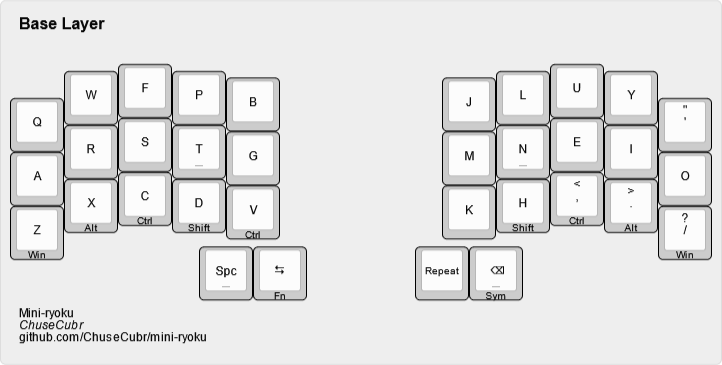 Base Layer
Q W F P B J L U Y "
'
A R S T G M N E I O
Z X C D V K H <
, >
. ?
/
Win Alt Ctrl Shift Ctrl Shift Ctrl Alt Win
Spc ⇆ Repeat ⌫
Fn Sym
Mini-ryoku
ChuseCubr
github.com/ChuseCubr/mini-ryoku